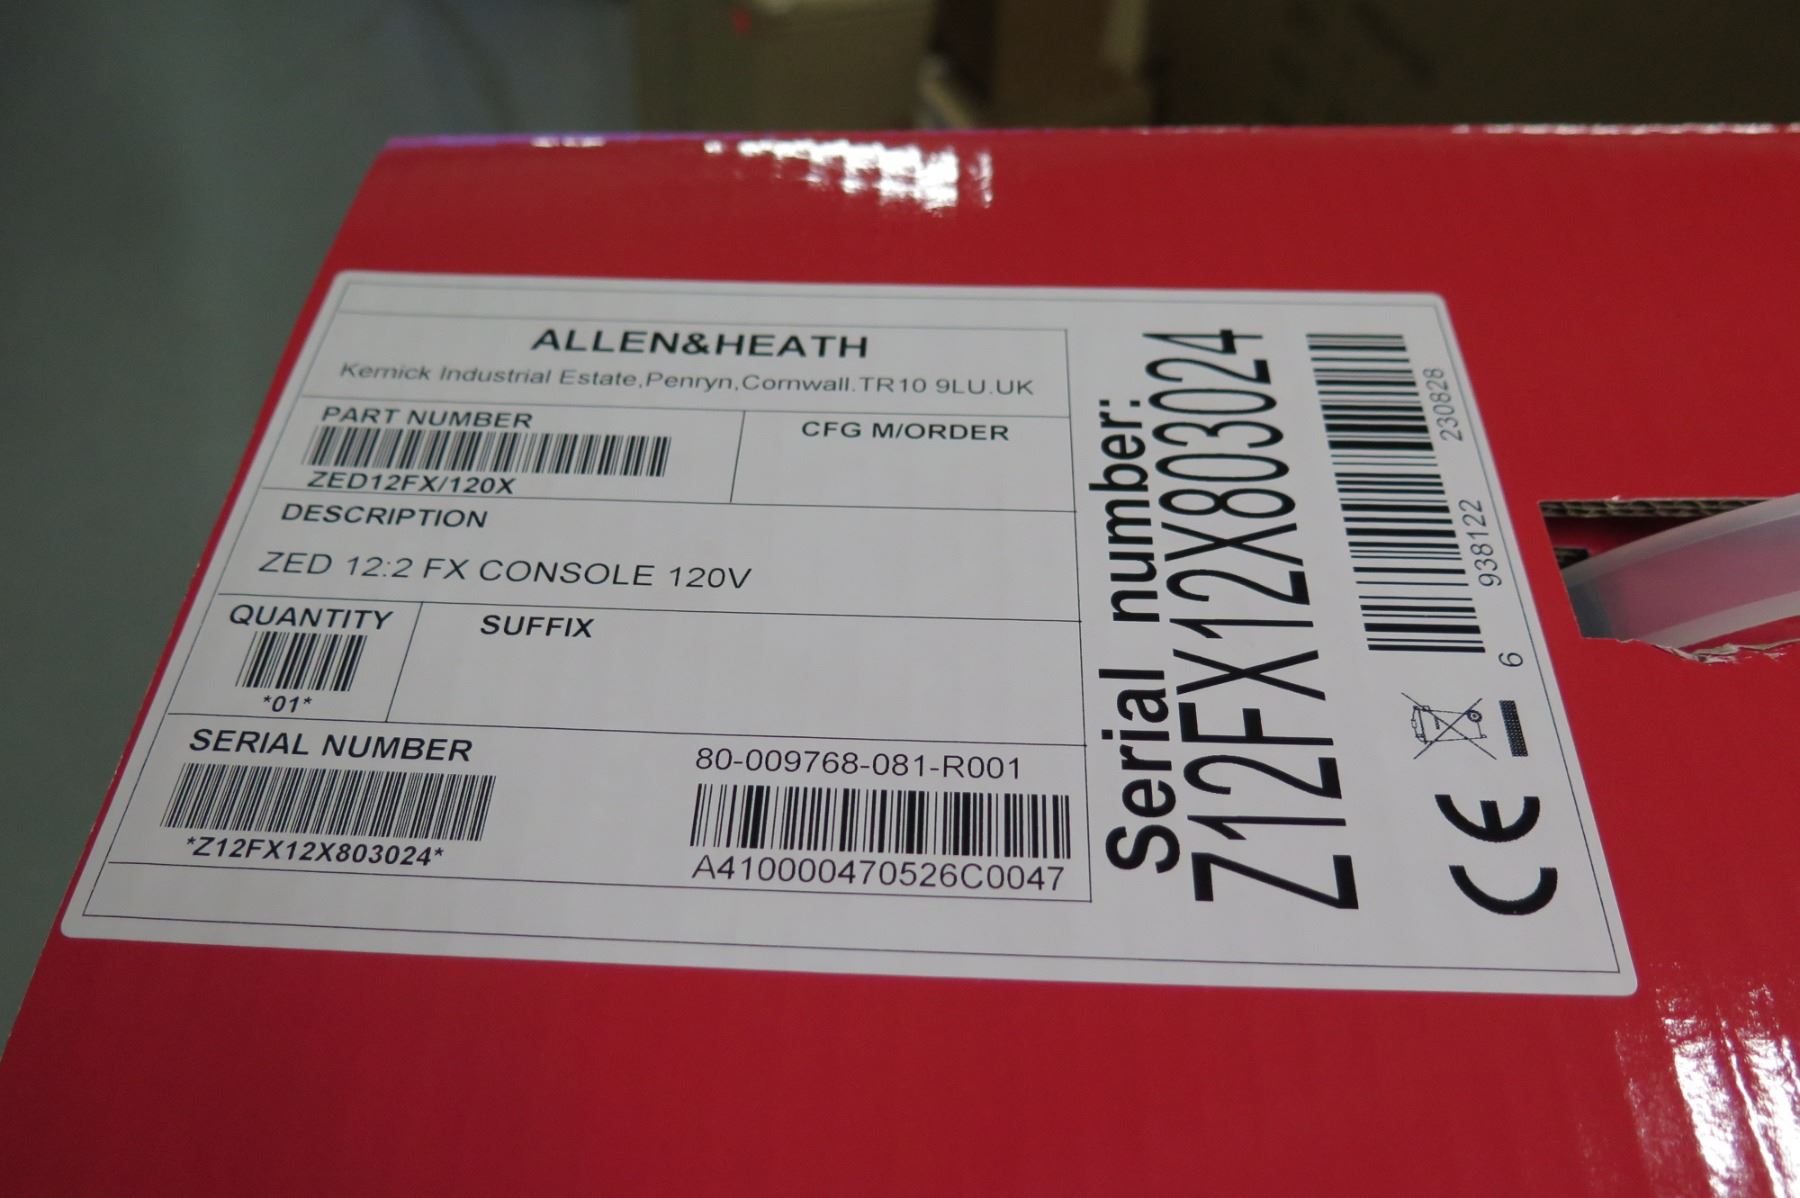 ALLEN&HEATH
Kernick Industrial Estate,Penryn,Cornwall.TR10 9LU.UK
PART NUMBER
ZED12FX/120X
CFG M/ORDER
DESCRIPTION
ZED 12:2 FX CONSOLE 120V
QUANTITY
*01*
SUFFIX
SERIAL NUMBER
*Z12FX12X803024*
80-009768-081-R001
A410000470526C0047
Serial number:
Z12FX12X803024
6 938122 230828
CE